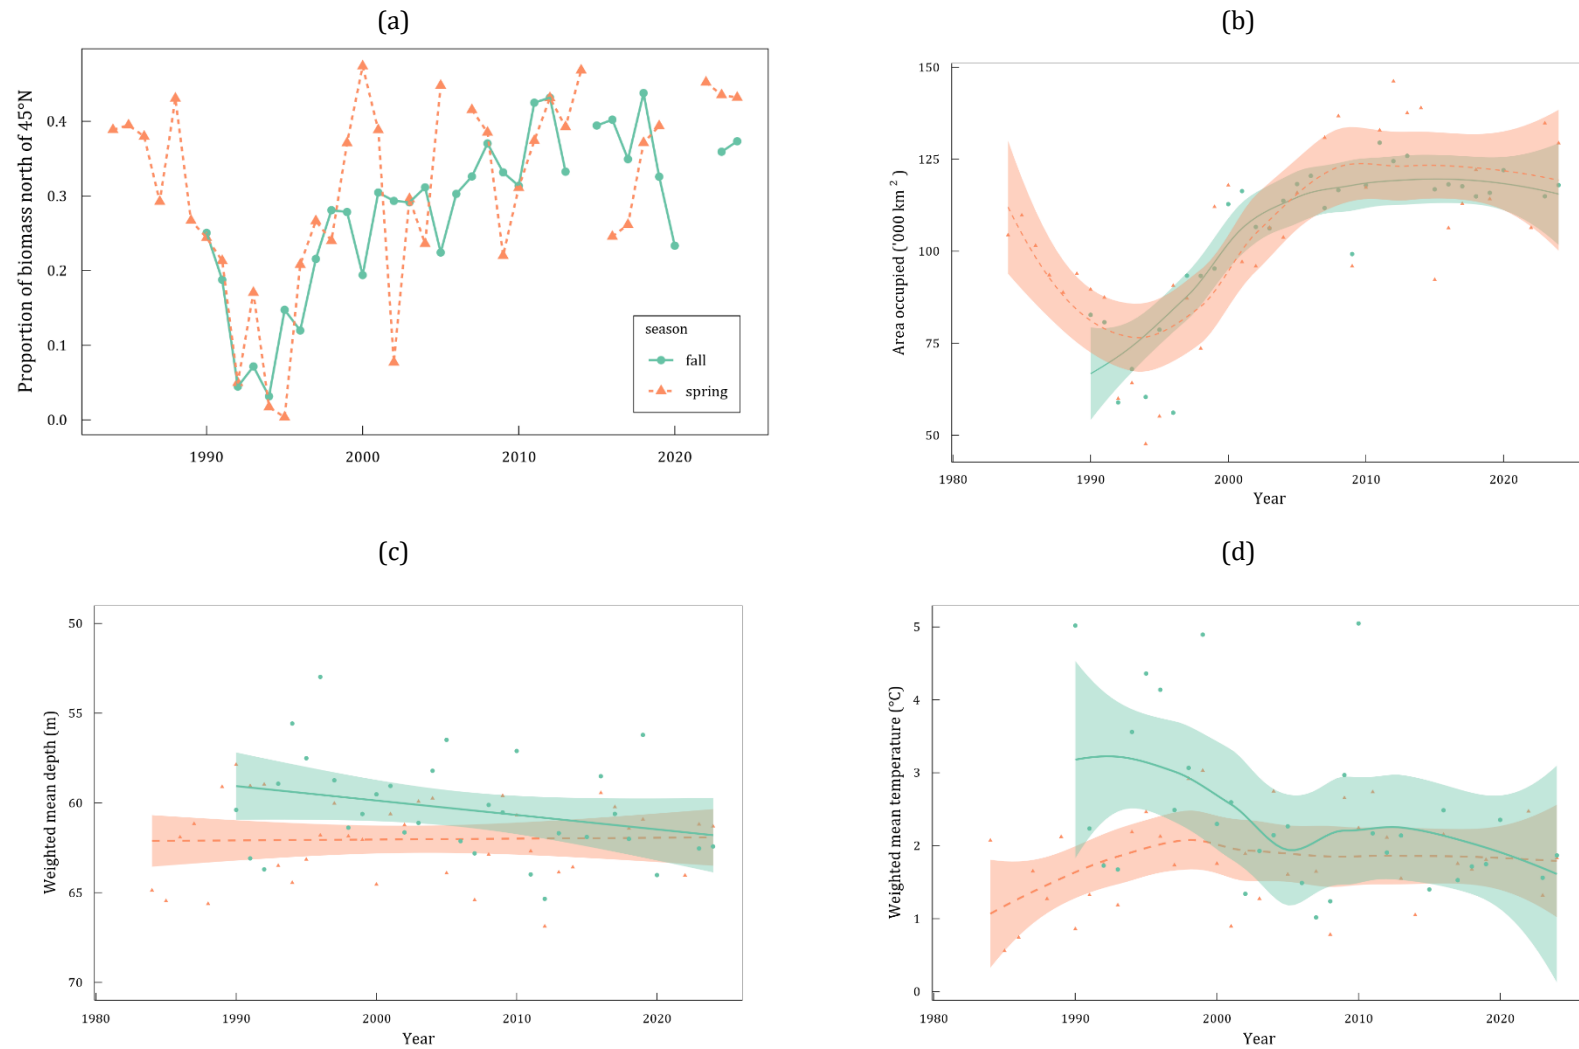 (a)
(b)
Proportion of biomass north of 45°N
0.4
0.3
0.2
0.1
0.0
1990
2000
2010
2020
season
fall
spring
Area occupied ('000 km ²)
150
125
100
75
50
1980
1990
2000
2010
2020
Year
(c)
(d)
Weighted mean depth (m)
50
55
60
65
70
1980
1990
2000
2010
2020
Year
Weighted mean temperature (°C)
5
4
3
2
1
0
1980
1990
2000
2010
2020
Year